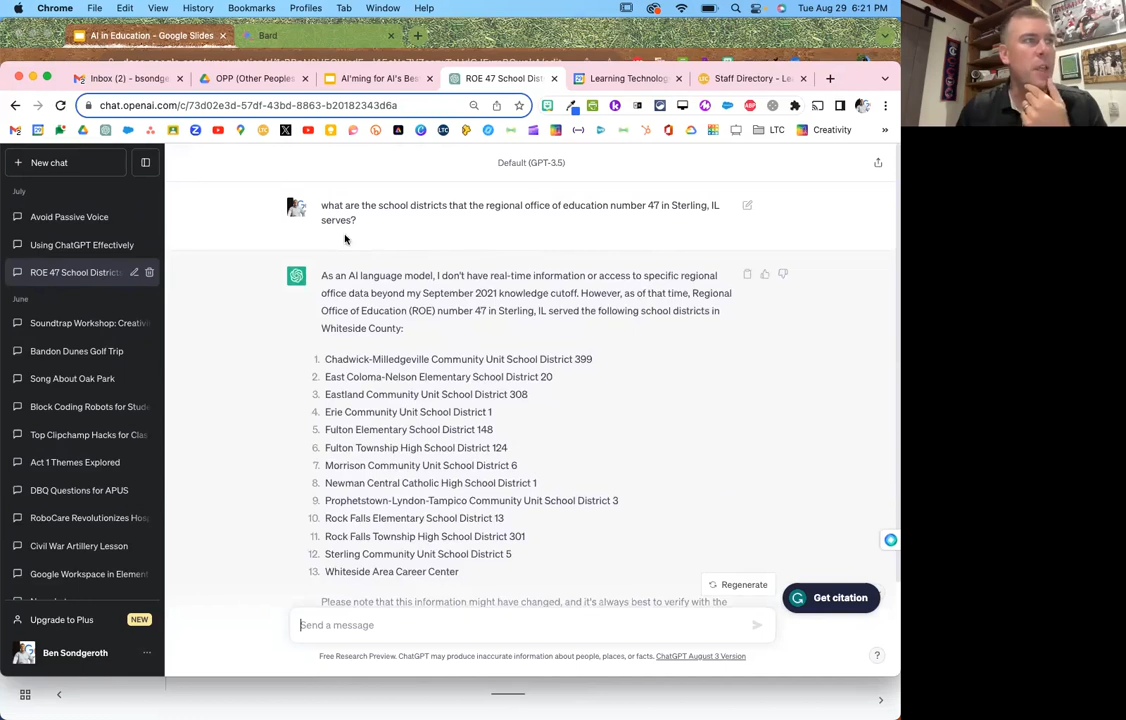 Chrome File Edit View History Bookmarks Profiles Tab Window Help Tue Aug 29 6:21 PM
AI in Education - Google Slides Bard
Inbox (2) - bsondge OPP (Other Peoples AI'ming for AI's Bes ROE 47 School Dist Learning Technolog Staff Directory - Le
chat.openai.com/c/73d02e3d-57df-43bd-8863-b20182343d6a
LTC Creativity
New chat
Default (GPT-3.5)
July
Avoid Passive Voice
Using ChatGPT Effectively
ROE 47 School Districts
June
Soundtrap Workshop: Creativi
Bandon Dunes Golf Trip
Song About Oak Park
Block Coding Robots for Stude
Top Clipchamp Hacks for Clas
Act 1 Themes Explored
DBQ Questions for APUS
RoboCare Revolutionizes Hos
Civil War Artillery Lesson
Google Workspace in Element
Upgrade to Plus NEW
Ben Sondgeroth
what are the school districts that the regional office of education number 47 in Sterling, IL
serves?
As an AI language model, I don't have real-time information or access to specific regional
office data beyond my September 2021 knowledge cutoff. However, as of that time, Regional
Office of Education (ROE) number 47 in Sterling, IL served the following school districts in
Whiteside County:
1. Chadwick-Milledgeville Community Unit School District 399
2. East Coloma-Nelson Elementary School District 20
3. Eastland Community Unit School District 308
4. Erie Community Unit School District 1
5. Fulton Elementary School District 148
6. Fulton Township High School District 124
7. Morrison Community Unit School District 6
8. Newman Central Catholic High School District 1
9. Prophetstown-Lyndon-Tampico Community Unit School District 3
10. Rock Falls Elementary School District 13
11. Rock Falls Township High School District 301
12. Sterling Community Unit School District 5
13. Whiteside Area Career Center
Please note that this information might have changed, and it's always best to verify with the
Regenerate
Get citation
Send a message
Free Research Preview. ChatGPT may produce inaccurate information about people, places, or facts. ChatGPT August 3 Version
?